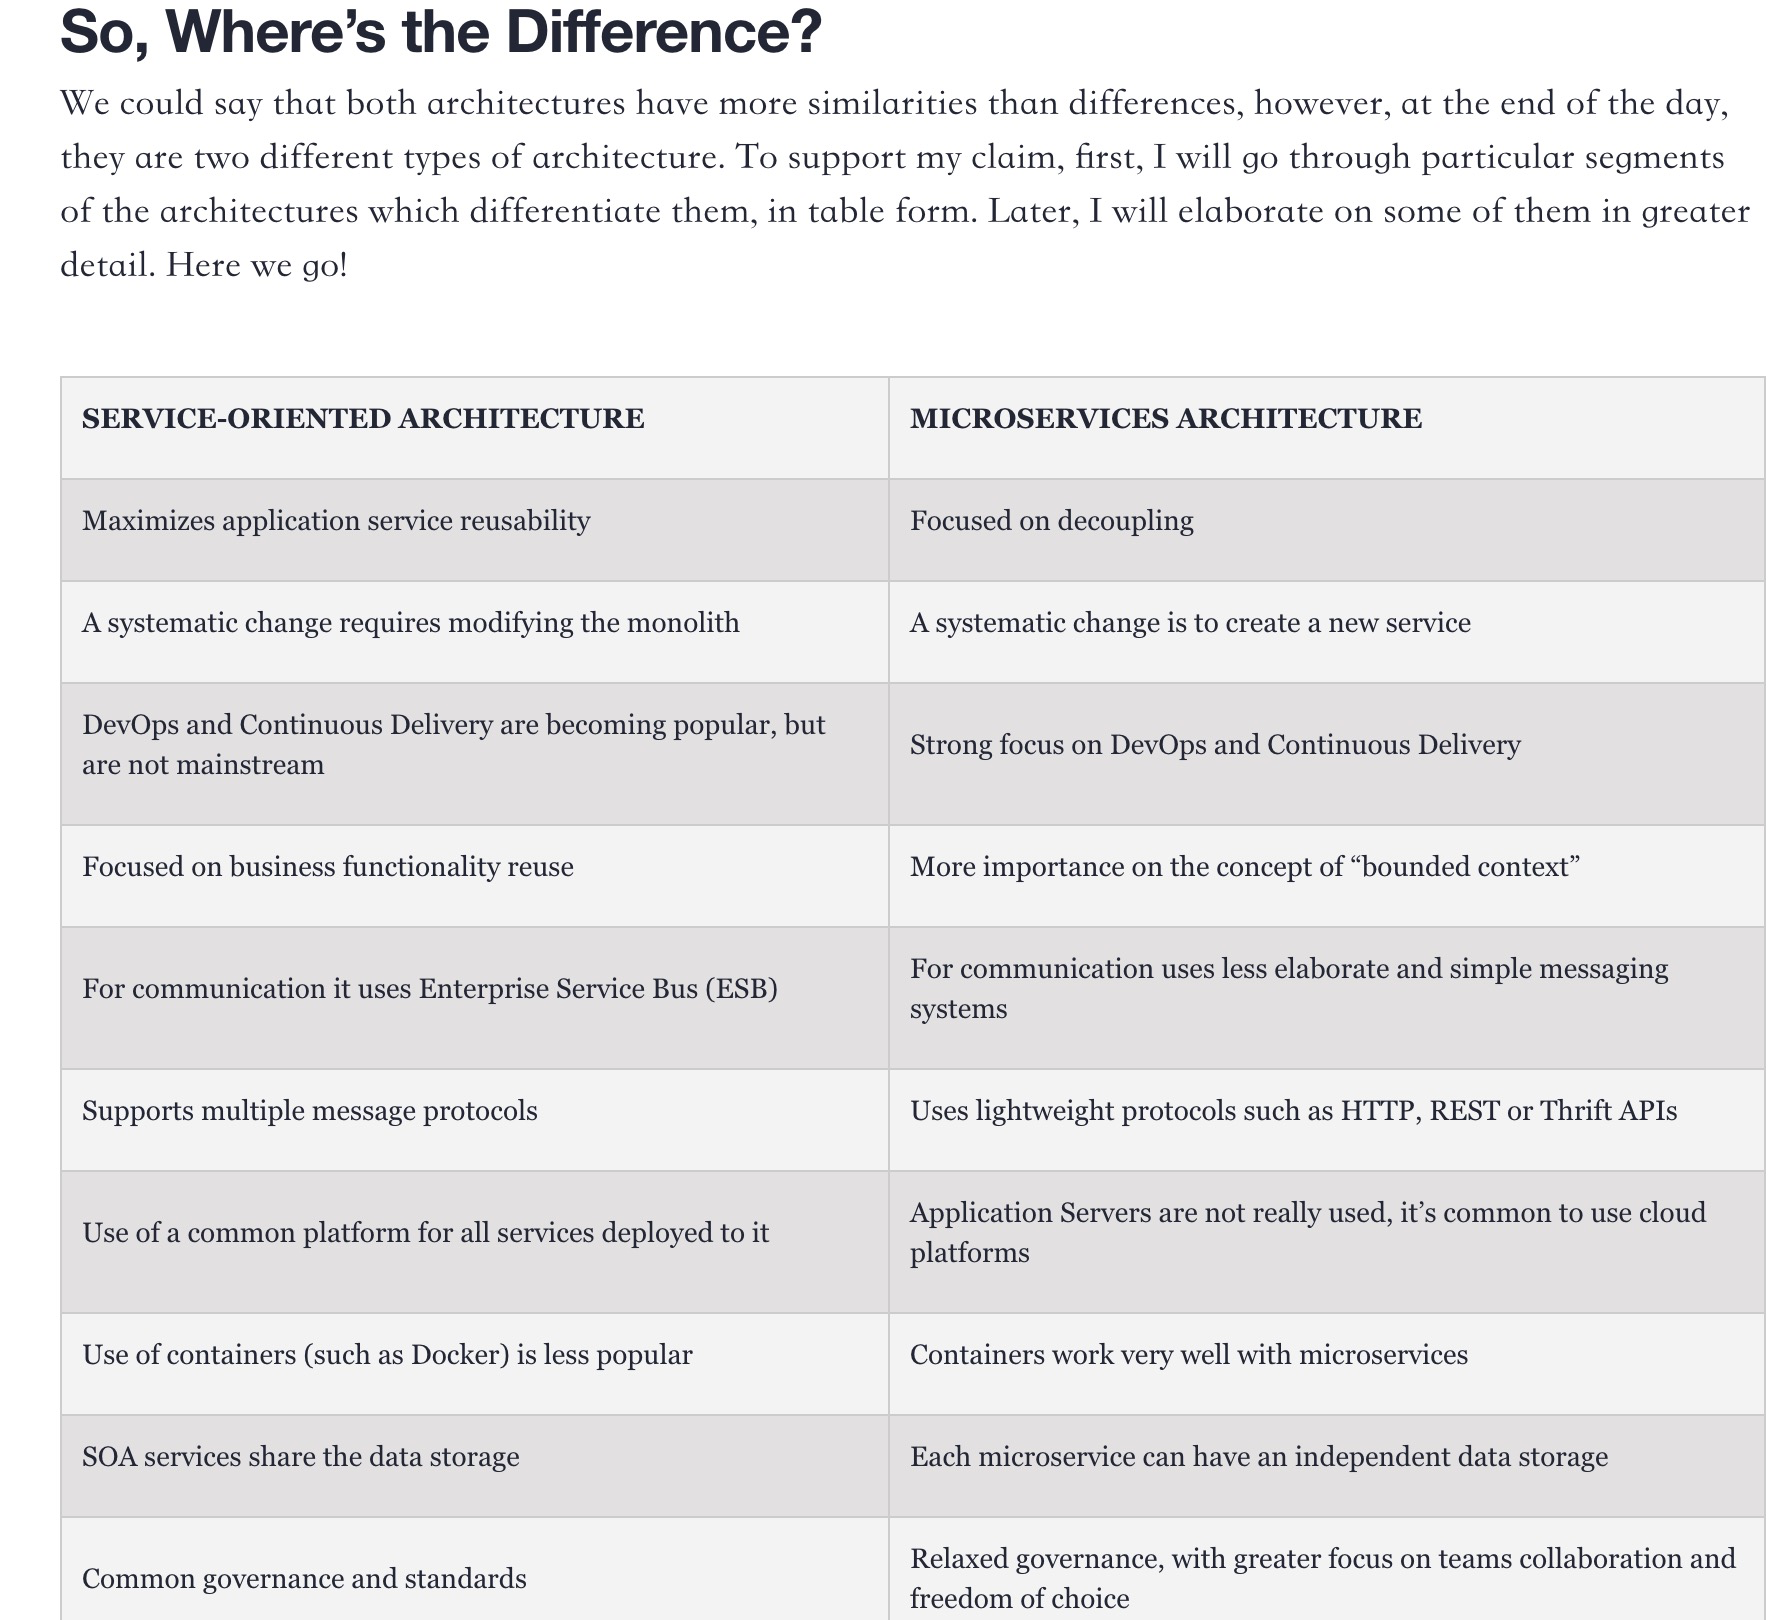 So, Where’s the Difference?
We could say that both architectures have more similarities than differences, however, at the end of the day,
they are two different types of architecture. To support my claim, first, I will go through particular segments
of the architectures which differentiate them, in table form. Later, I will elaborate on some of them in greater
detail. Here we go!
SERVICE-ORIENTED ARCHITECTURE
MICROSERVICES ARCHITECTURE
Maximizes application service reusability
Focused on decoupling
A systematic change requires modifying the monolith
A systematic change is to create a new service
DevOps and Continuous Delivery are becoming popular, but
are not mainstream
Strong focus on DevOps and Continuous Delivery
Focused on business functionality reuse
More importance on the concept of “bounded context”
For communication it uses Enterprise Service Bus (ESB)
For communication uses less elaborate and simple messaging
systems
Supports multiple message protocols
Uses lightweight protocols such as HTTP, REST or Thrift APIs
Use of a common platform for all services deployed to it
Application Servers are not really used, it’s common to use cloud
platforms
Use of containers (such as Docker) is less popular
Containers work very well with microservices
SOA services share the data storage
Each microservice can have an independent data storage
Common governance and standards
Relaxed governance, with greater focus on teams collaboration and
freedom of choice